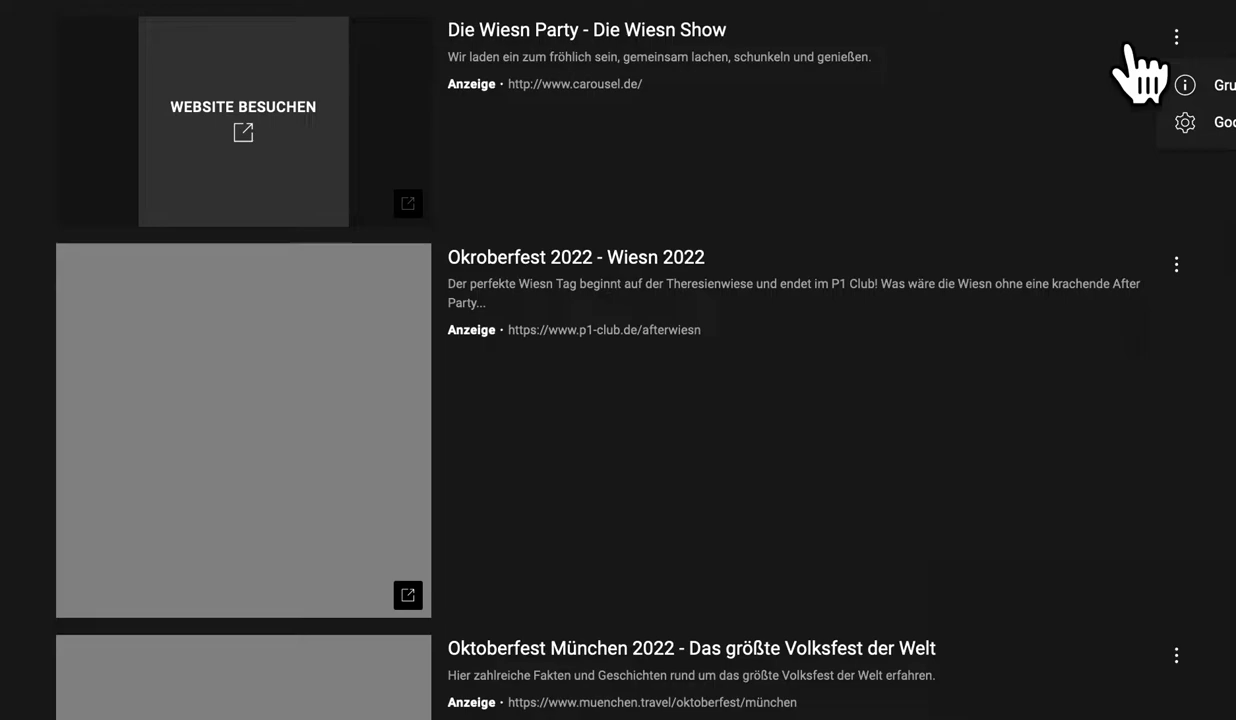 Die Wiesn Party - Die Wiesn Show
Wir laden ein zum fröhlich sein, gemeinsam lachen, schunkeln und genießen.
Anzeige · http://www.carousel.de/
WEBSITE BESUCHEN
Gru
Goo
Okroberfest 2022 - Wiesn 2022
Der perfekte Wiesn Tag beginnt auf der Theresienwiese und endet im P1 Club! Was wäre die Wiesn ohne eine krachende After
Party...
Anzeige · https://www.p1-club.de/afterwiesn
Oktoberfest München 2022 - Das größte Volksfest der Welt
Hier zahlreiche Fakten und Geschichten rund um das größte Volksfest der Welt erfahren.
Anzeige · https://www.muenchen.travel/oktoberfest/münchen